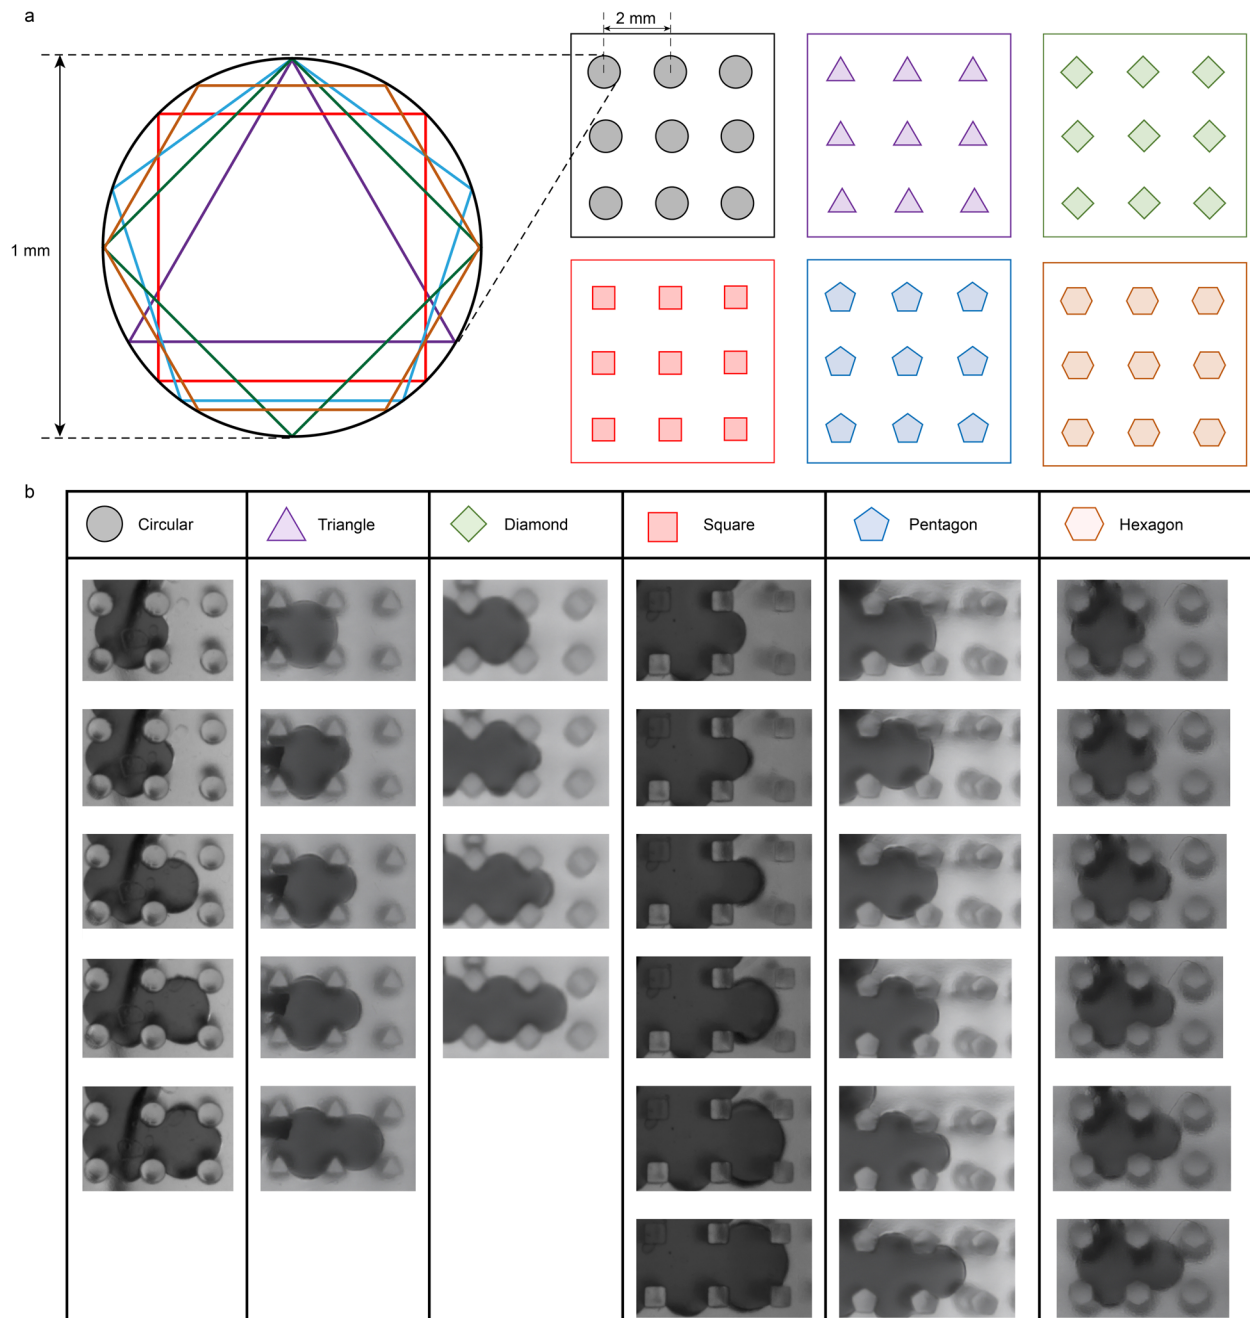 a
2 mm
1 mm
b
Circular
Triangle
Diamond
Square
Pentagon
Hexagon